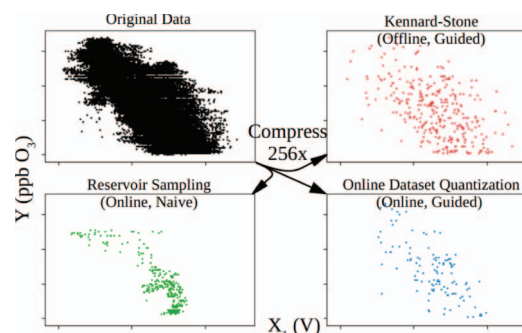 Original Data
Kennard-Stone
(Offline, Guided)
Compress
256x
Reservoir Sampling
(Online, Naive)
Online Dataset Quantization
(Online, Guided)
Y (ppb O₃)
X (V)